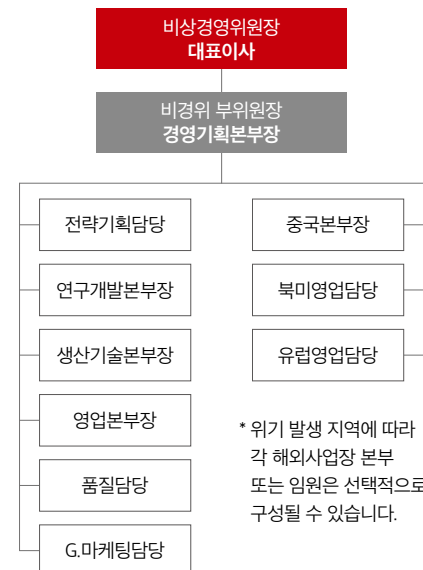 비상경영위원장
대표이사
비경위 부위원장
경영기획본부장
전략기획담당
연구개발본부장
생산기술본부장
영업본부장
품질담당
G.마케팅담당
중국본부장
북미영업담당
유럽영업담당
* 위기 발생 지역에 따라
각 해외사업장 본부
또는 임원은 선택적으로
구성될 수 있습니다.